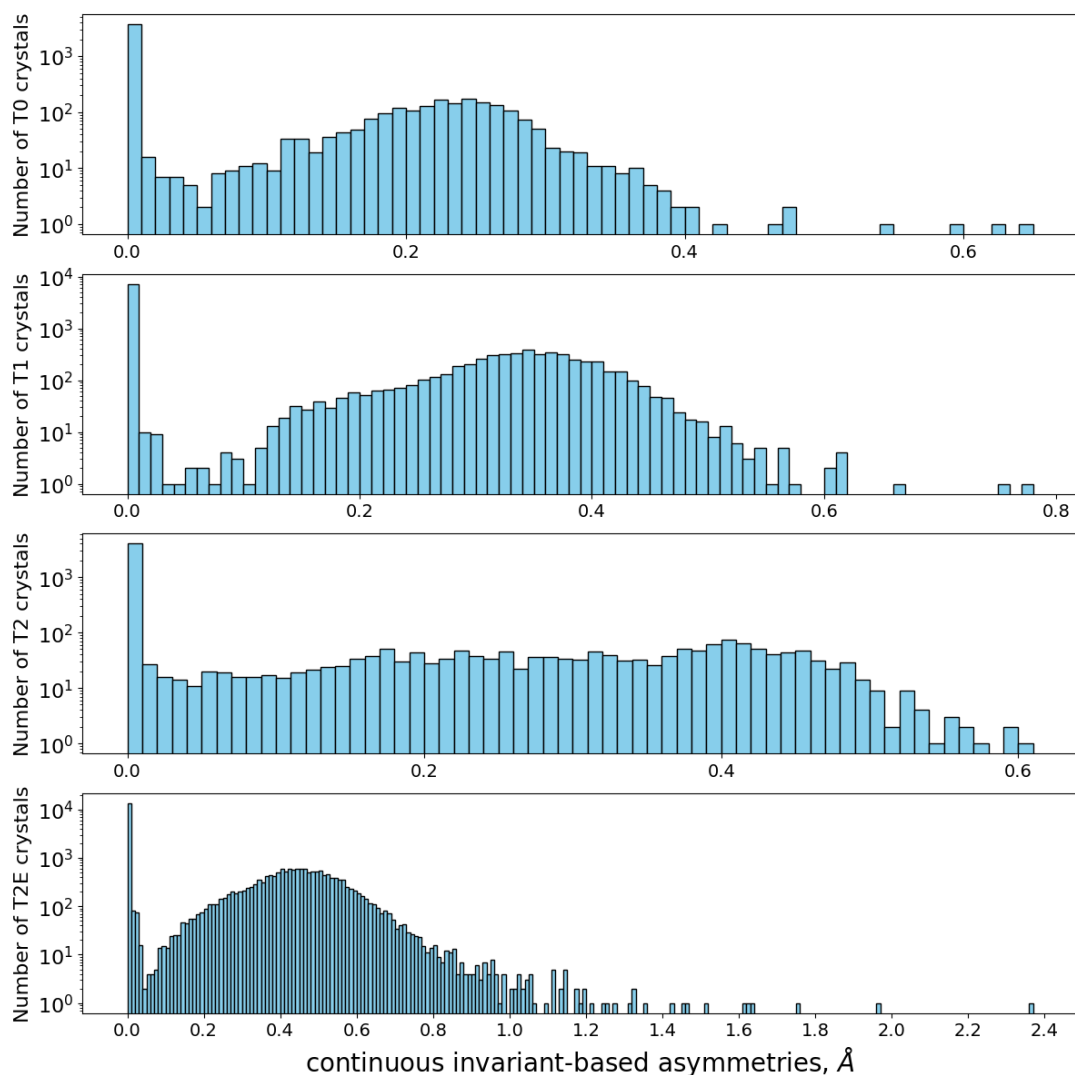 Number of T0 crystals
10³
10²
10¹
10⁰
0.0 0.2 0.4 0.6
Number of T1 crystals
10⁴
10³
10²
10¹
10⁰
0.0 0.2 0.4 0.6 0.8
Number of T2 crystals
10³
10²
10¹
10⁰
0.0 0.2 0.4 0.6
Number of T2E crystals
10⁴
10³
10²
10¹
10⁰
0.0 0.2 0.4 0.6 0.8 1.0 1.2 1.4 1.6 1.8 2.0 2.2 2.4
continuous invariant-based asymmetries, Å